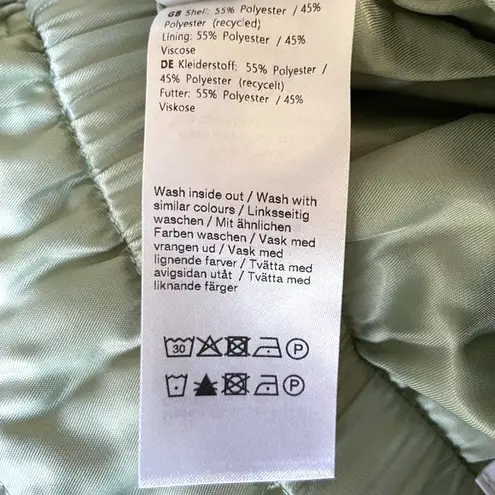 GB Shell: 55% Polyester / 45%
Polyester (recycled)
Lining: 55% Polyester / 45%
Viscose
DE Kleiderstoff: 55% Polyester /
45% Polyester (recycelt)
Futter: 55% Polyester / 45%
Viskose
Wash inside out / Wash with
similar colours / Linksseitig
waschen / Mit ähnlichen
Farben waschen / Vask med
vrangen ud / Vask med
lignende farver / Tvätta med
avigsidan utåt / Tvätta med
liknande färger
30 P
P